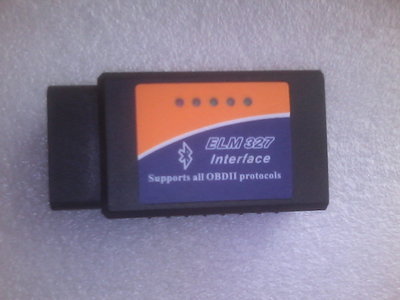 ELM 327
Interface
Supports all OBDII protocols